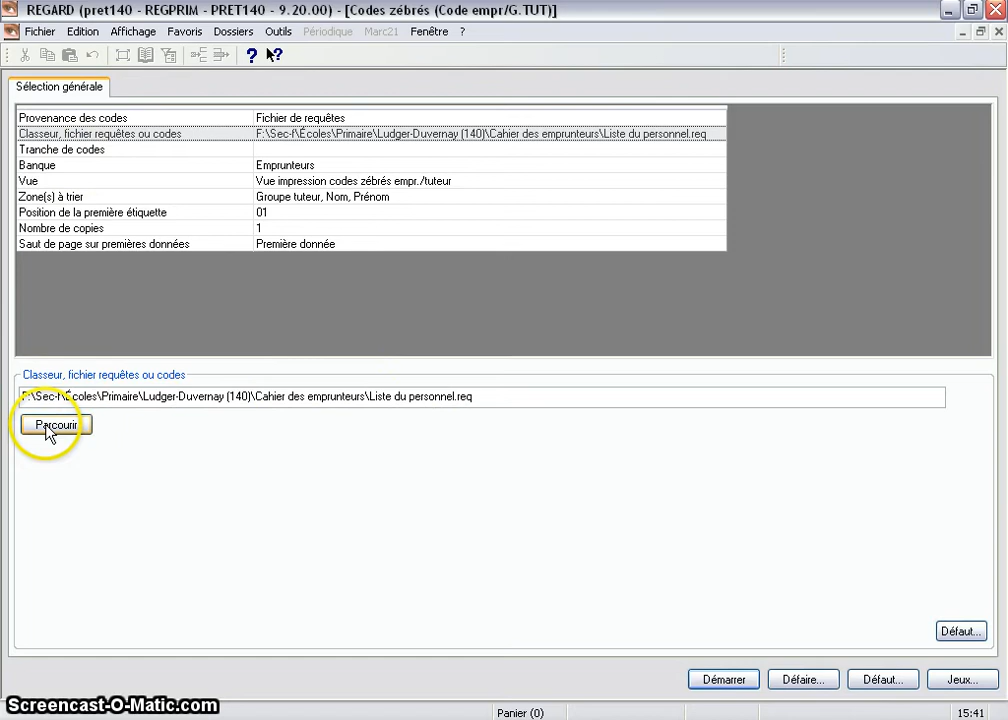 REGARD (pret140 - REGPRIM - PRET140 - 9.20.00) - [Codes zébrés (Code empr/G.TUT)]
Fichier Edition Affichage Favoris Dossiers Outils Périodique Marc21 Fenêtre ?
Sélection générale
Provenance des codes Fichier de requêtes
Classeur, fichier requêtes ou codes F:\Sec-f\Écoles\Primaire\Ludger-Duvernay (140)\Cahier des emprunteurs\Liste du personnel.req
Tranche de codes
Banque Emprunteurs
Vue Vue impression codes zébrés empr./tuteur
Zone(s) à trier Groupe tuteur, Nom, Prénom
Position de la première étiquette 01
Nombre de copies 1
Saut de page sur premières données Première donnée
Classeur, fichier requêtes ou codes
F:\Sec-f\Écoles\Primaire\Ludger-Duvernay (140)\Cahier des emprunteurs\Liste du personnel.req
Parcourir
Défaut...
Démarrer Défaire... Défaut... Jeux...
Screencast-O-Matic.com
Panier (0) 15:41